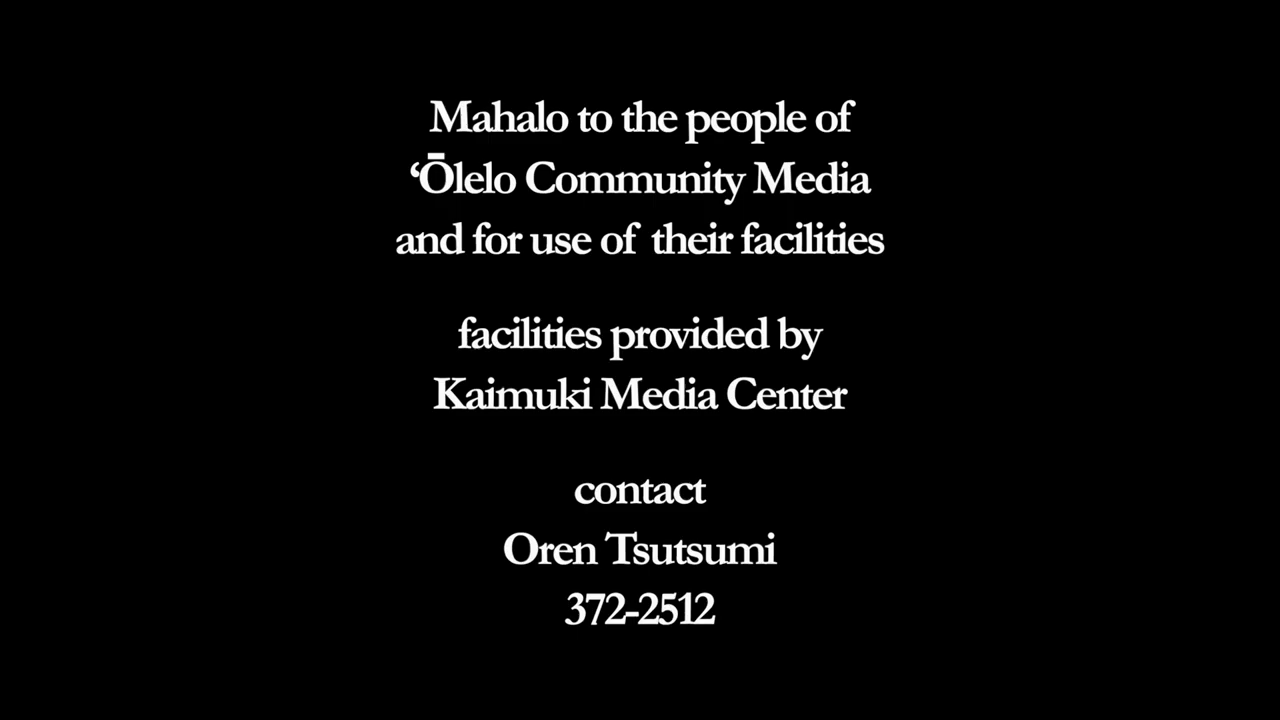 Mahalo to the people of
‘Ōlelo Community Media
and for use of their facilities
facilities provided by
Kaimuki Media Center
contact
Oren Tsutsumi
372-2512